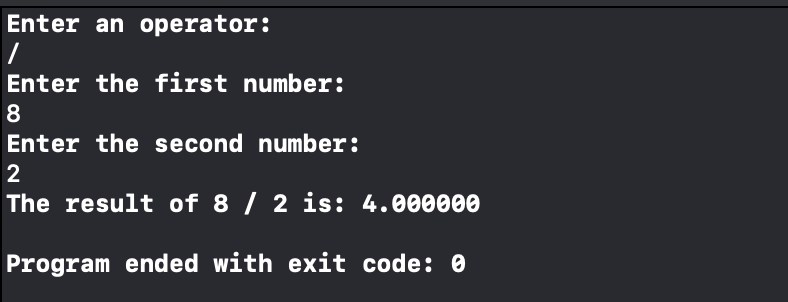 Enter an operator:
/
Enter the first number:
8
Enter the second number:
2
The result of 8 / 2 is: 4.000000
Program ended with exit code: 0